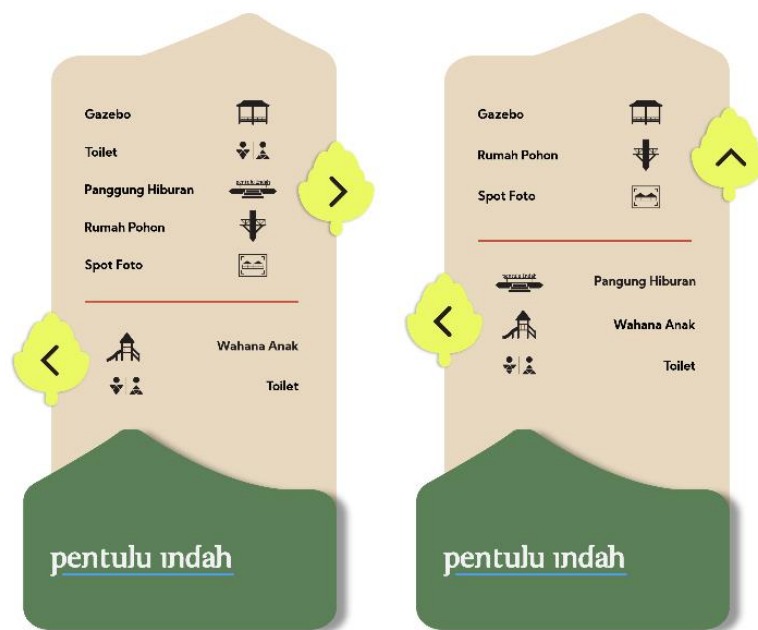 Gazebo
Toilet
Panggung Hiburan
Rumah Pohon
Spot Foto
Wahana Anak
Toilet
pentulu indah
Gazebo
Rumah Pohon
Spot Foto
Pangung Hiburan
Wahana Anak
Toilet
pentulu indah